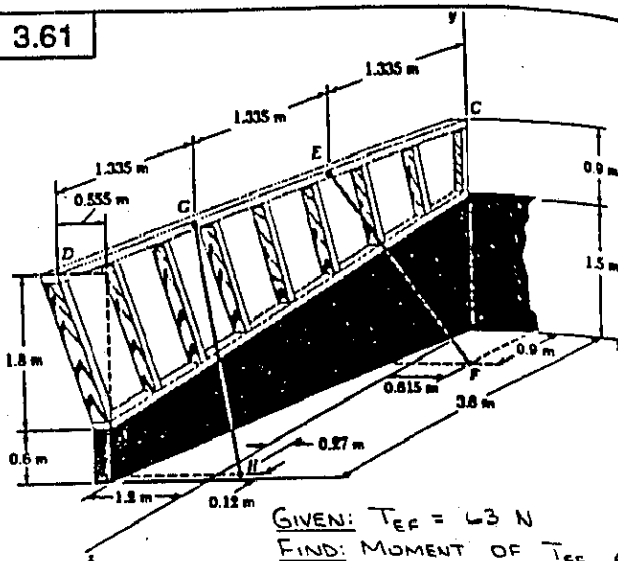 3.61
y
1.335 m
1.335 m
1.335 m
C
E
0.555 m
G
D
0.9 m
1.5 m
1.8 m
0.9 m
F
0.615 m
3.6 m
0.27 m
0.6 m
H
1.2 m
0.12 m
GIVEN: TEF = 63 N
FIND: MOMENT OF TEF